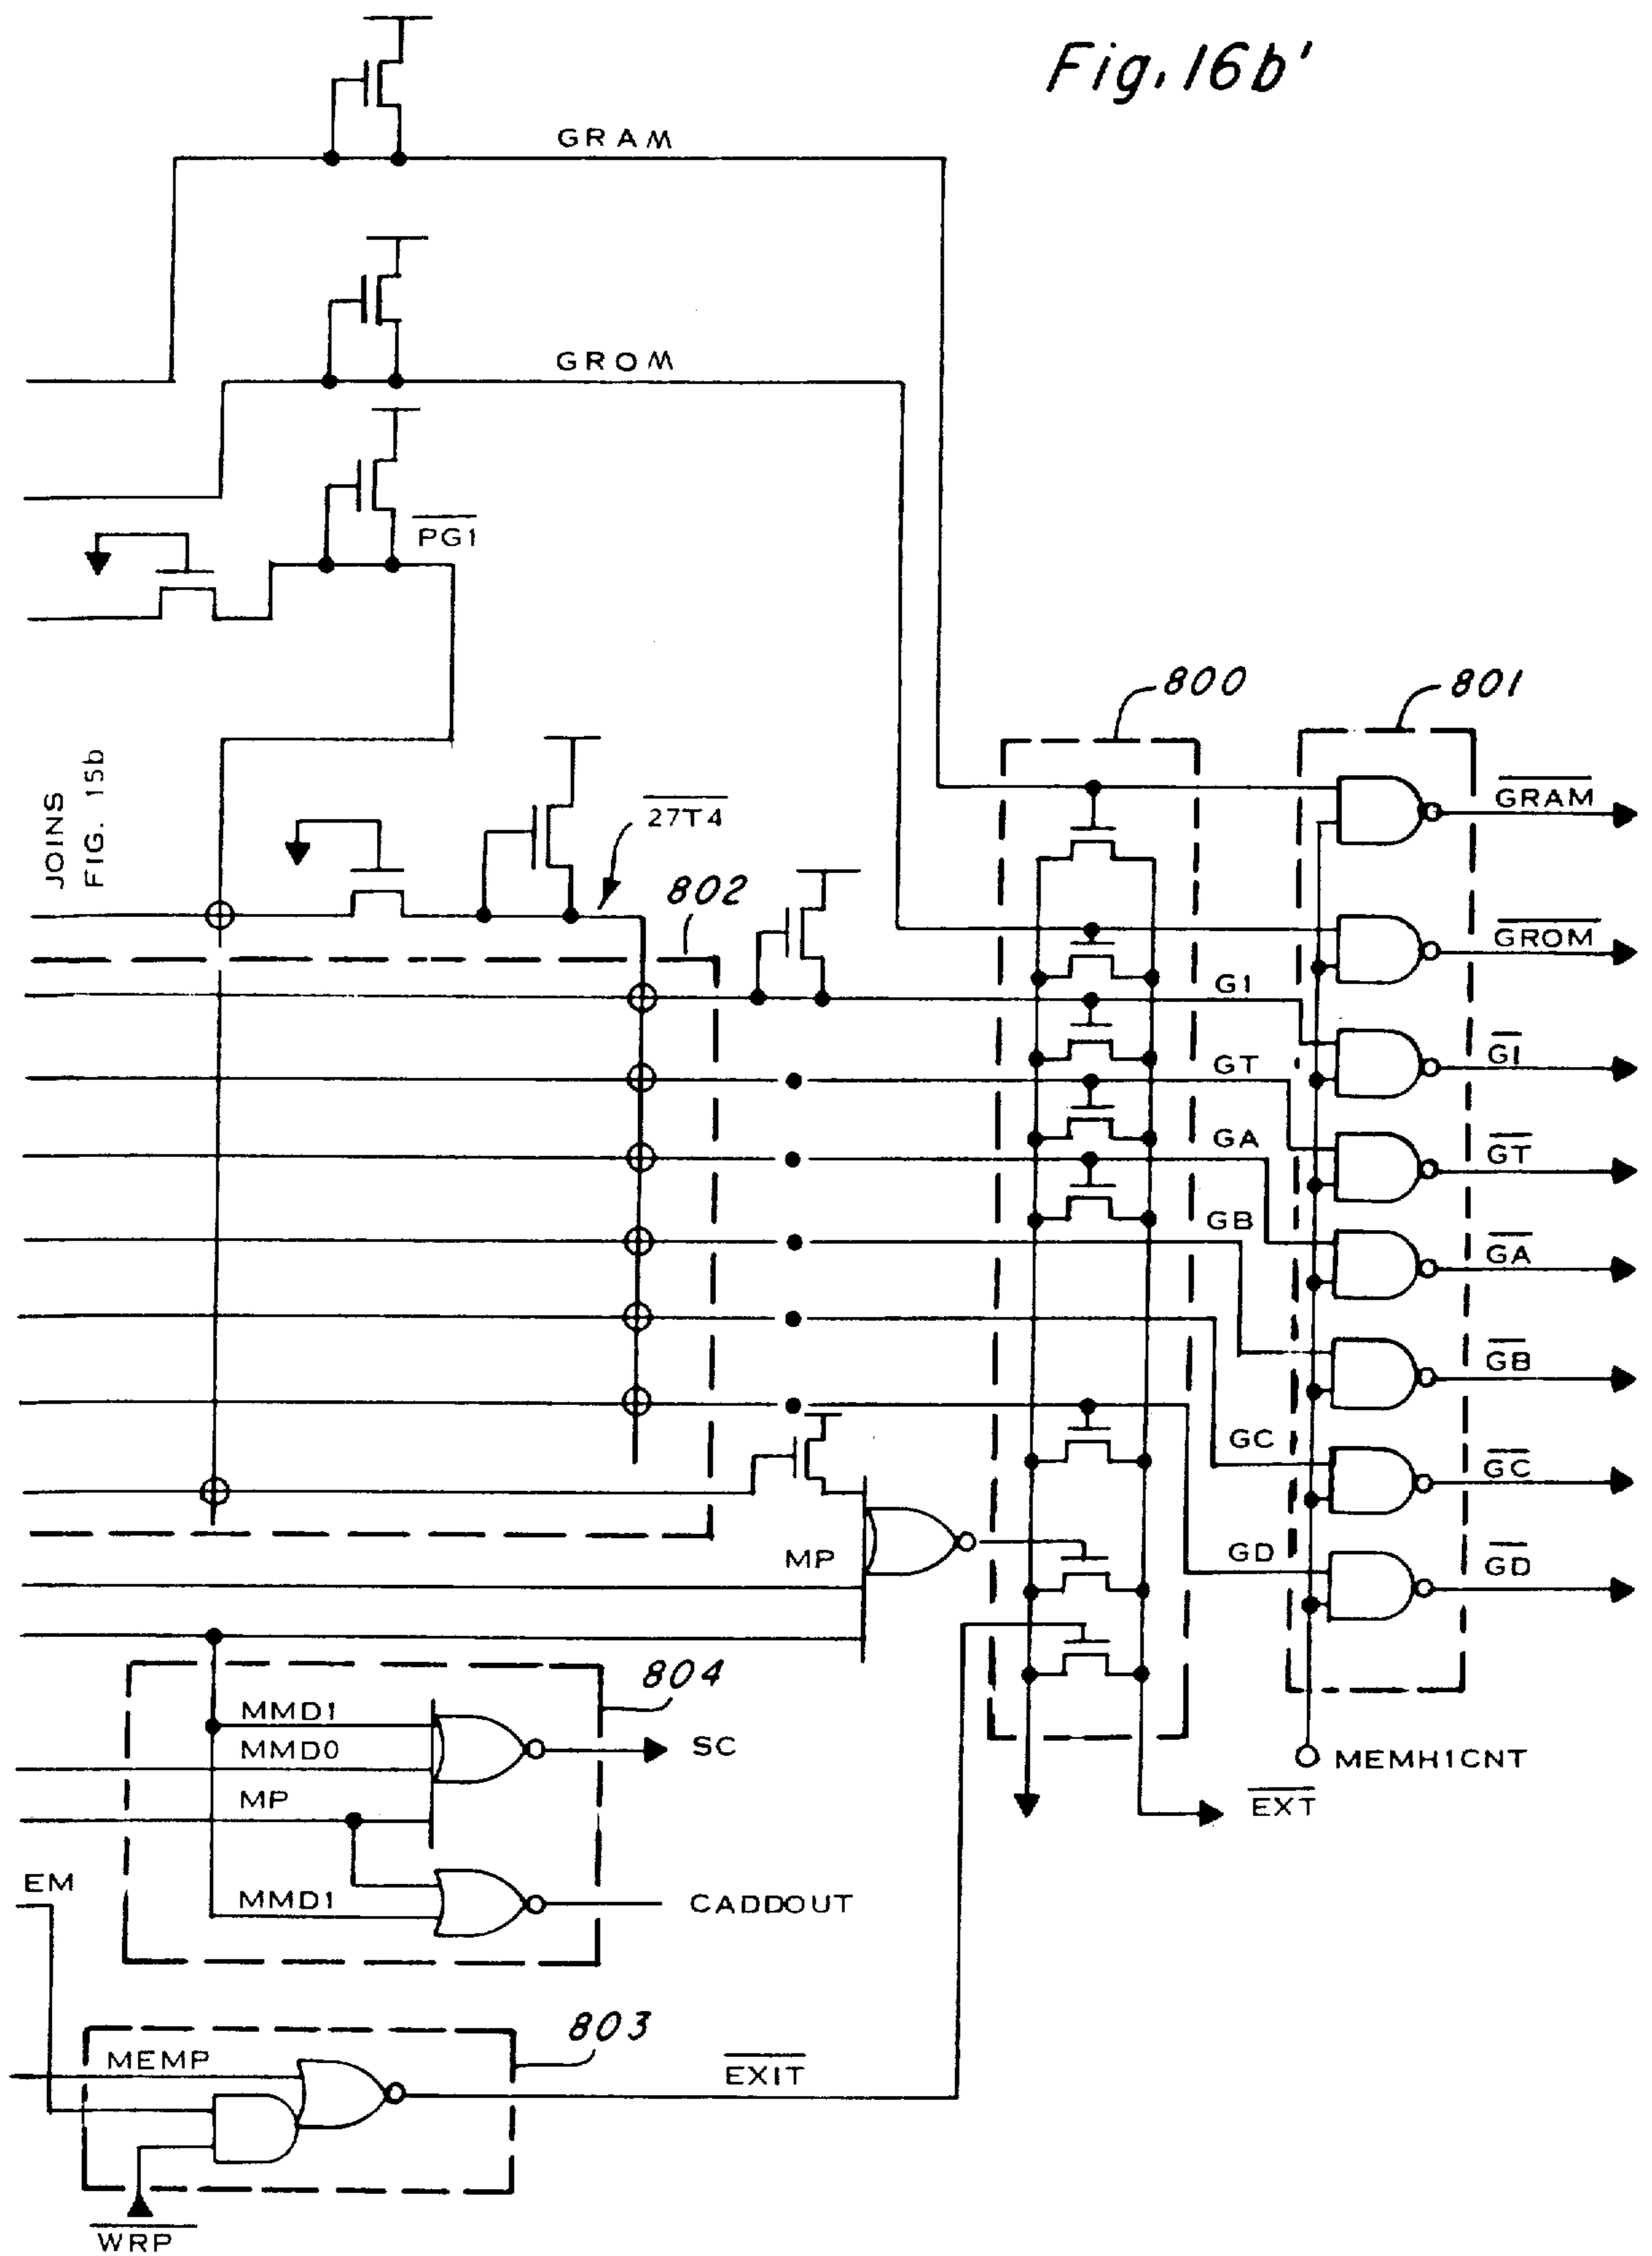 Fig. 16b'
GRAM
GROM
PG1
800
801
JOINS
FIG. 15b
27T4
802
GRAM
GROM
G1
GI
GT
GT
GA
GA
GB
GB
GC
GC
MP
GD
GD
804
MMD1
MMD0
SC
MP
MEMH1CNT
EXT
EM
MMD1
CADDOUT
803
MEMP
EXIT
WRP